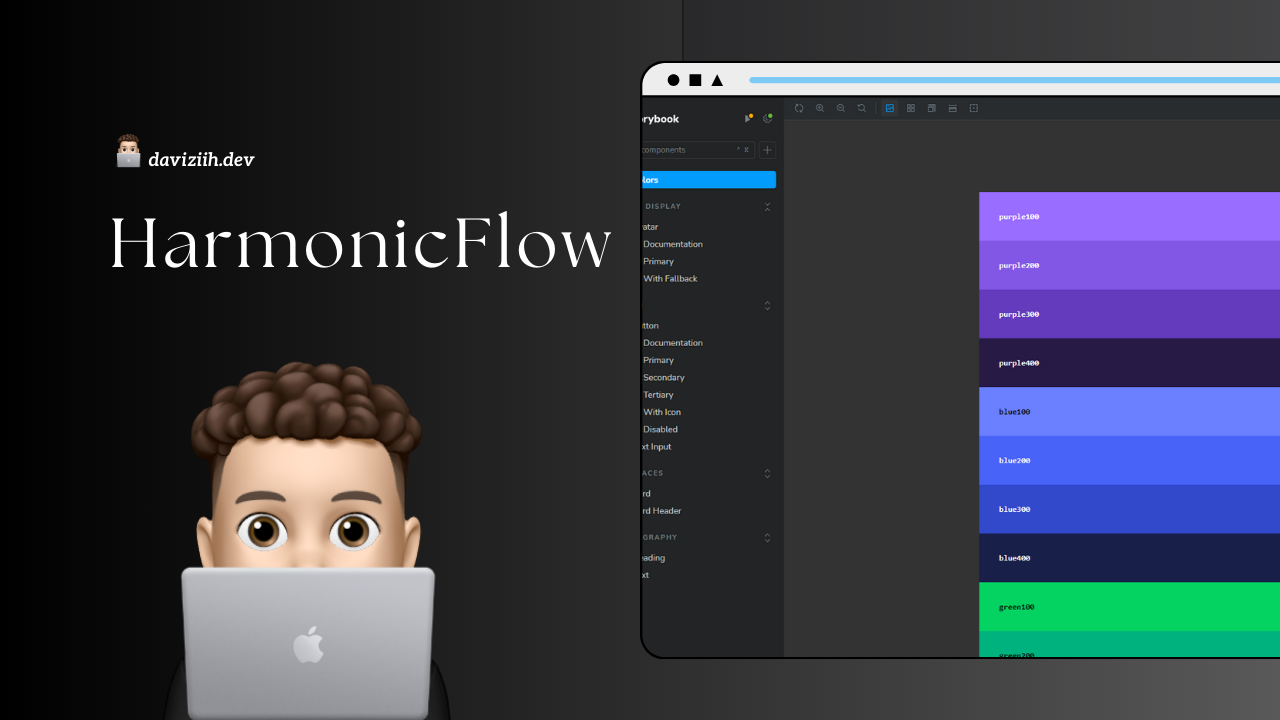 daviziih.dev
HarmonicFlow
rybook
components
^ K
lors
DISPLAY
atar
Documentation
Primary
With Fallback
tton
Documentation
Primary
Secondary
Tertiary
With Icon
Disabled
xt Input
ACES
rd
rd Header
GRAPHY
ading
xt
purple100
purple200
purple300
purple400
blue100
blue200
blue300
blue400
green100
green200